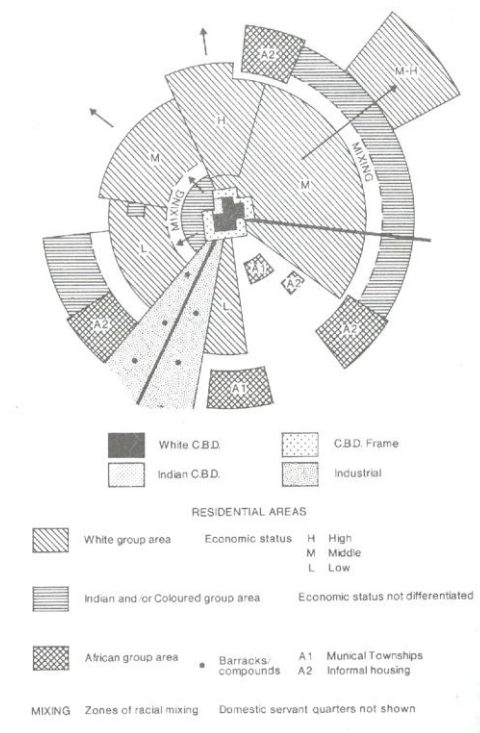 A2
M-H
H
M
MIXING
M
MIXING
L
L
A1
A2
A2
A2
A1
White C.B.D.
C.B.D. Frame
Indian C.B.D.
Industrial
RESIDENTIAL AREAS
White group area
Economic status H High
M Middle
L Low
Indian and/or Coloured group area
Economic status not differentiated
African group area
Barracks/
compounds
A1 Munical Townships
A2 Informal housing
MIXING Zones of racial mixing Domestic servant quarters not shown